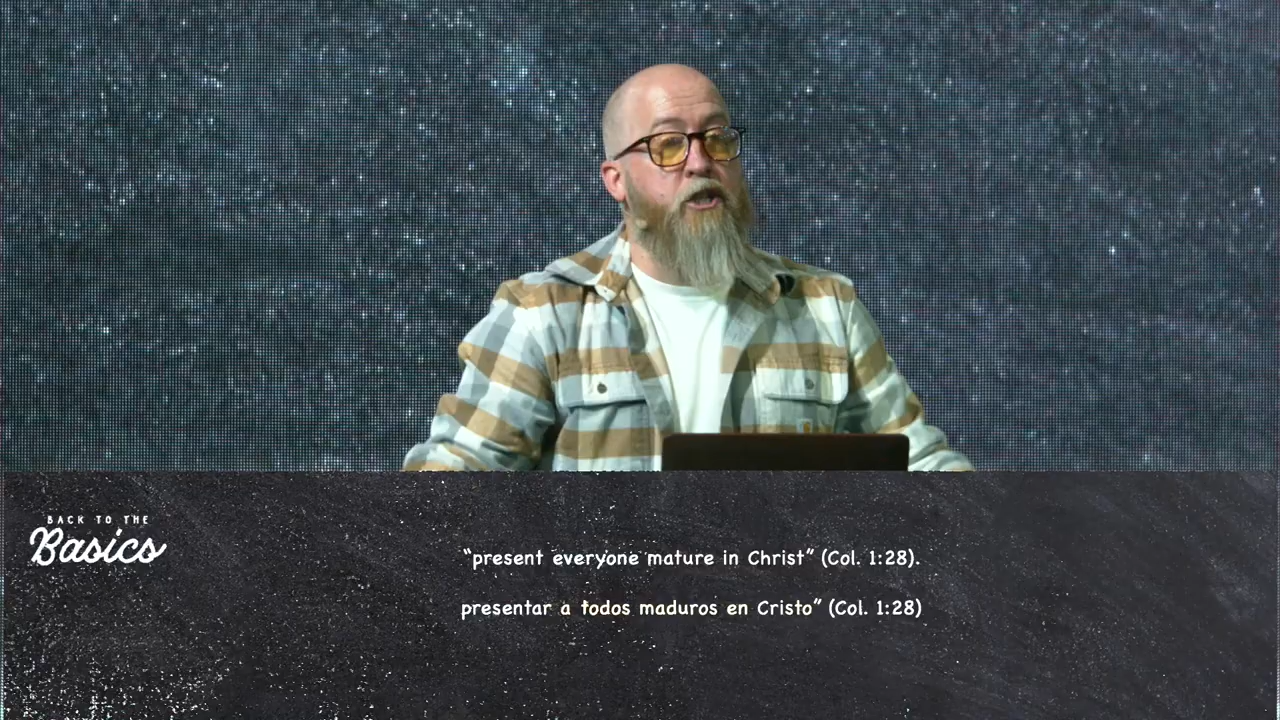 BACK TO THE
Basics
“present everyone mature in Christ” (Col. 1:28).
presentar a todos maduros en Cristo” (Col. 1:28)